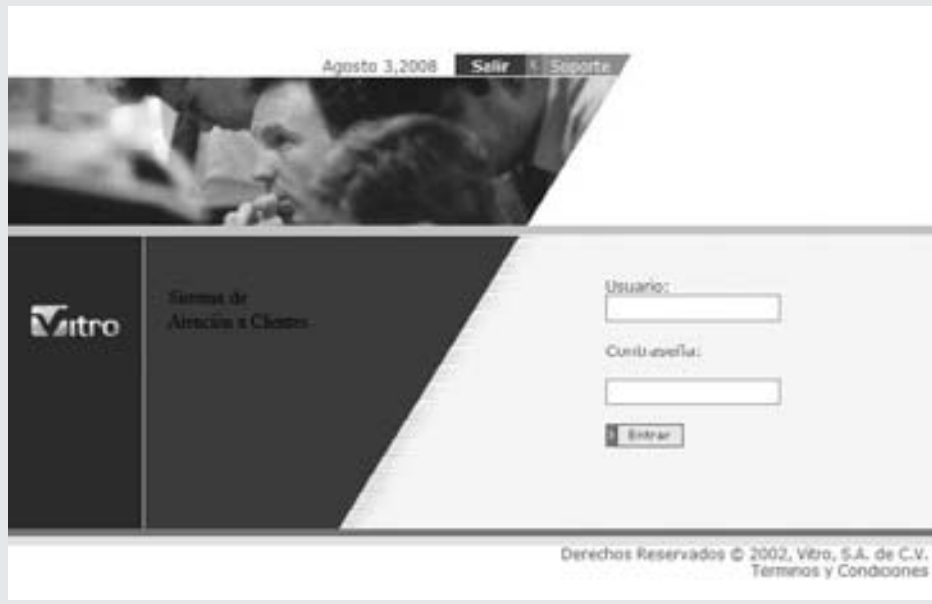 Agosto 3,2008
Salir
Soporte
Vitro
Sistema de
Atención a Clientes
Usuario:
Contraseña:
Entrar
Derechos Reservados © 2002, Vitro, S.A. de C.V.
Términos y Condiciones